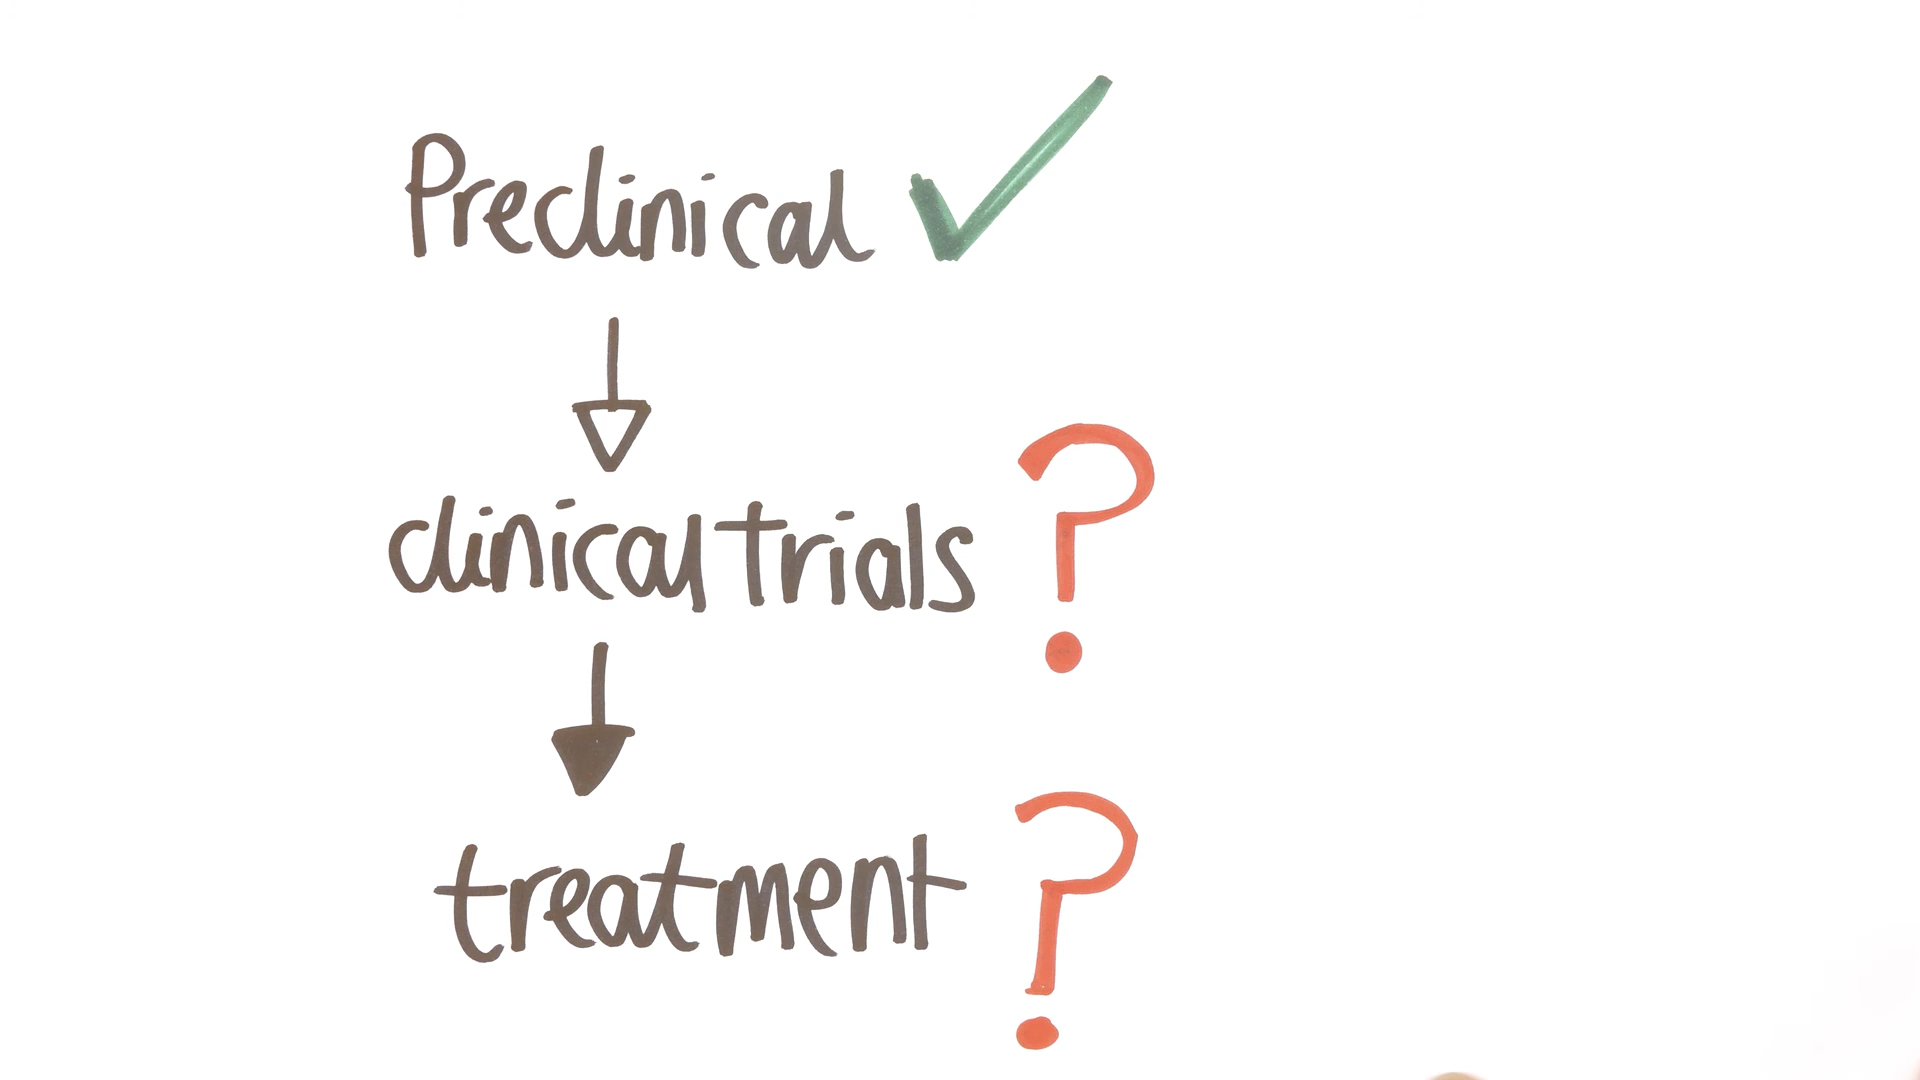 Preclinical
?
clinical trials
?
treatment